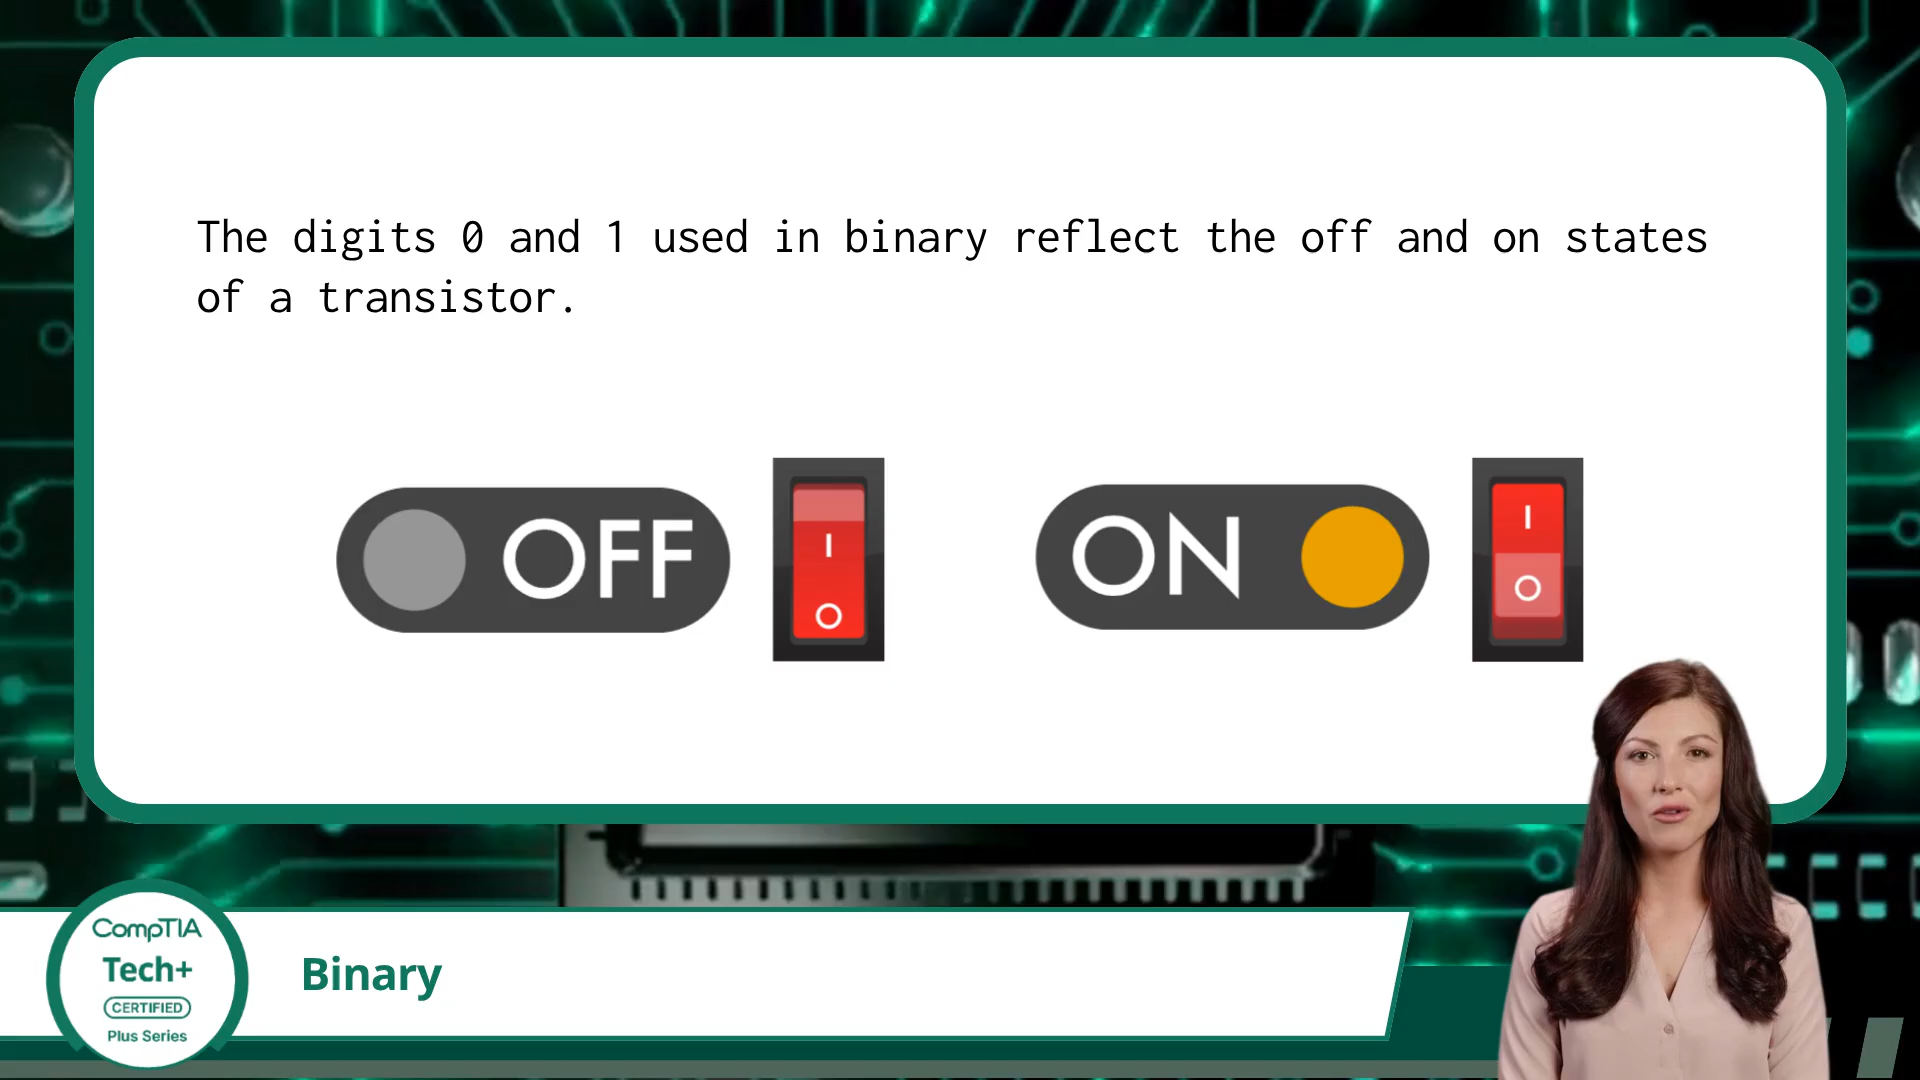 The digits 0 and 1 used in binary reflect the off and on states
of a transistor.
OFF
I
O
ON
I
O
CompTIA
Tech+
CERTIFIED
Plus Series
Binary